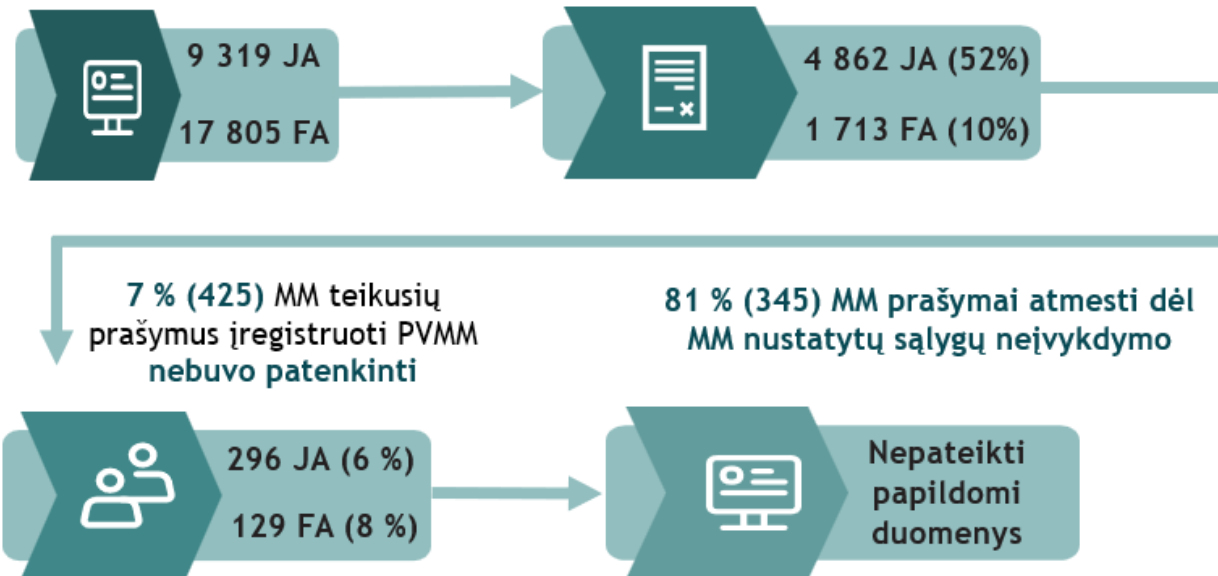 9 319 JA
17 805 FA
4 862 JA (52%)
1 713 FA (10%)
7 % (425) MM teikusių
prašymus įregistruoti PVMM
nebuvo patenkinti
81 % (345) MM prašymai atmesti dėl
MM nustatytų sąlygų neįvykdymo
296 JA (6 %)
129 FA (8 %)
Nepateikti
papildomi
duomenys